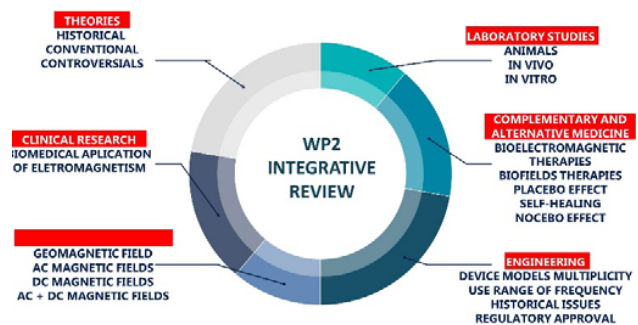 THEORIES
HISTORICAL
CONVENTIONAL
CONTROVERSIALS
LABORATORY STUDIES
ANIMALS
IN VIVO
IN VITRO
CLINICAL RESEARCH
BIOMEDICAL APLICATION
OF ELETROMAGNETISM
WP2
INTEGRATIVE
REVIEW
COMPLEMENTARY AND
ALTERNATIVE MEDICINE
BIOELECTROMAGNETIC
THERAPIES
BIOFIELDS THERAPIES
PLACEBO EFFECT
SELF-HEALING
NOCEBO EFFECT
GEOMAGNETIC FIELD
AC MAGNETIC FIELDS
DC MAGNETIC FIELDS
AC + DC MAGNETIC FIELDS
ENGINEERING
DEVICE MODELS MULTIPLICITY
USE RANGE OF FREQUENCY
HISTORICAL ISSUES
REGULATORY APPROVAL